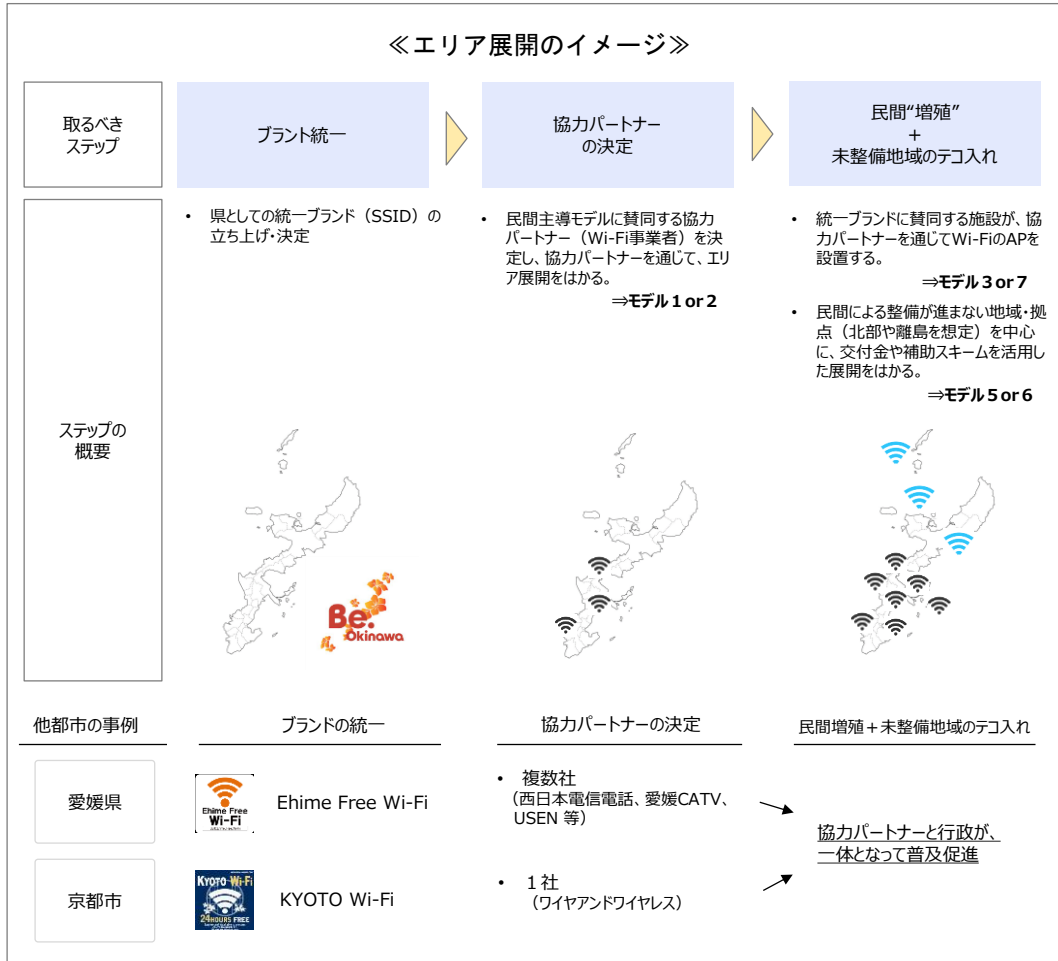 ≪エリア展開のイメージ≫
取るべき
ステップ
ブラント統一
協力パートナー
の決定
民間“増殖”
+
未整備地域のテコ入れ
ステップの
概要
• 県としての統一ブランド（SSID）の
立ち上げ・決定
• 民間主導モデルに賛同する協力
パートナー（Wi-Fi事業者）を決
定し、協力パートナーを通じて、エリ
ア展開をはかる。
⇒モデル１or２
• 統一ブランドに賛同する施設が、協
力パートナーを通じてWi-FiのAPを
設置する。
⇒モデル３or７
• 民間による整備が進まない地域・拠
点（北部や離島を想定）を中心
に、交付金や補助スキームを活用し
た展開をはかる。
⇒モデル５or６
Be.
Okinawa
他都市の事例
ブランドの統一
協力パートナーの決定
民間増殖＋未整備地域のテコ入れ
愛媛県
Ehime Free
Wi-Fi
Ehime Free Wi-Fi
• 複数社
（西日本電信電話、愛媛CATV、
USEN 等）
京都市
KYOTO Wi-Fi
24HOURS FREE
KYOTO Wi-Fi
• １社
（ワイヤアンドワイヤレス）
協力パートナーと行政が、
一体となって普及促進